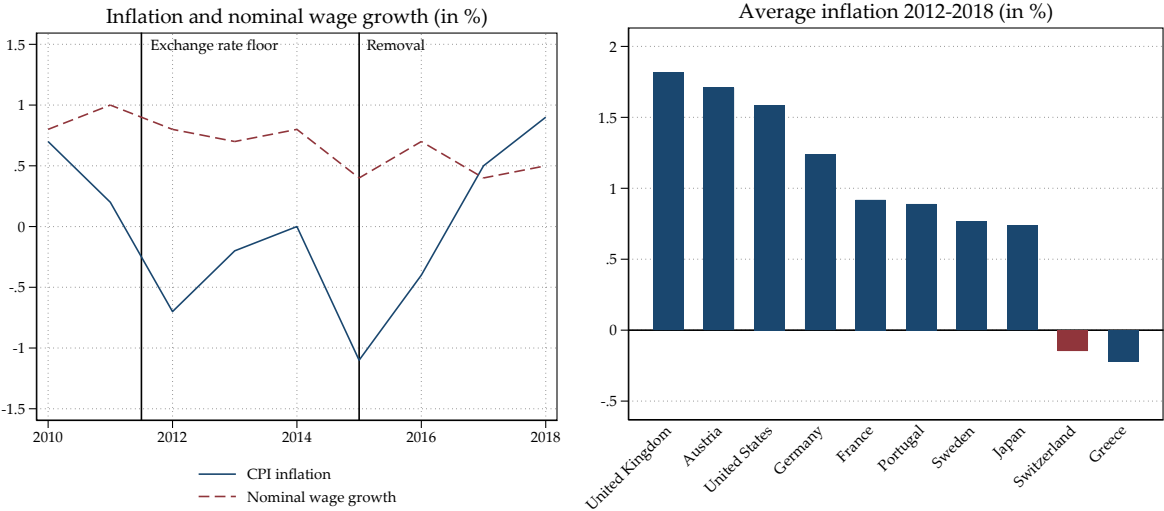 Inflation and nominal wage growth (in %)
1.5
1
.5
0
-.5
-1
-1.5
Exchange rate floor
Removal
2010
2012
2014
2016
2018
CPI inflation
Nominal wage growth
Average inflation 2012-2018 (in %)
2
1.5
1
.5
0
-.5
United Kingdom
Austria
United States
Germany
France
Portugal
Sweden
Japan
Switzerland
Greece